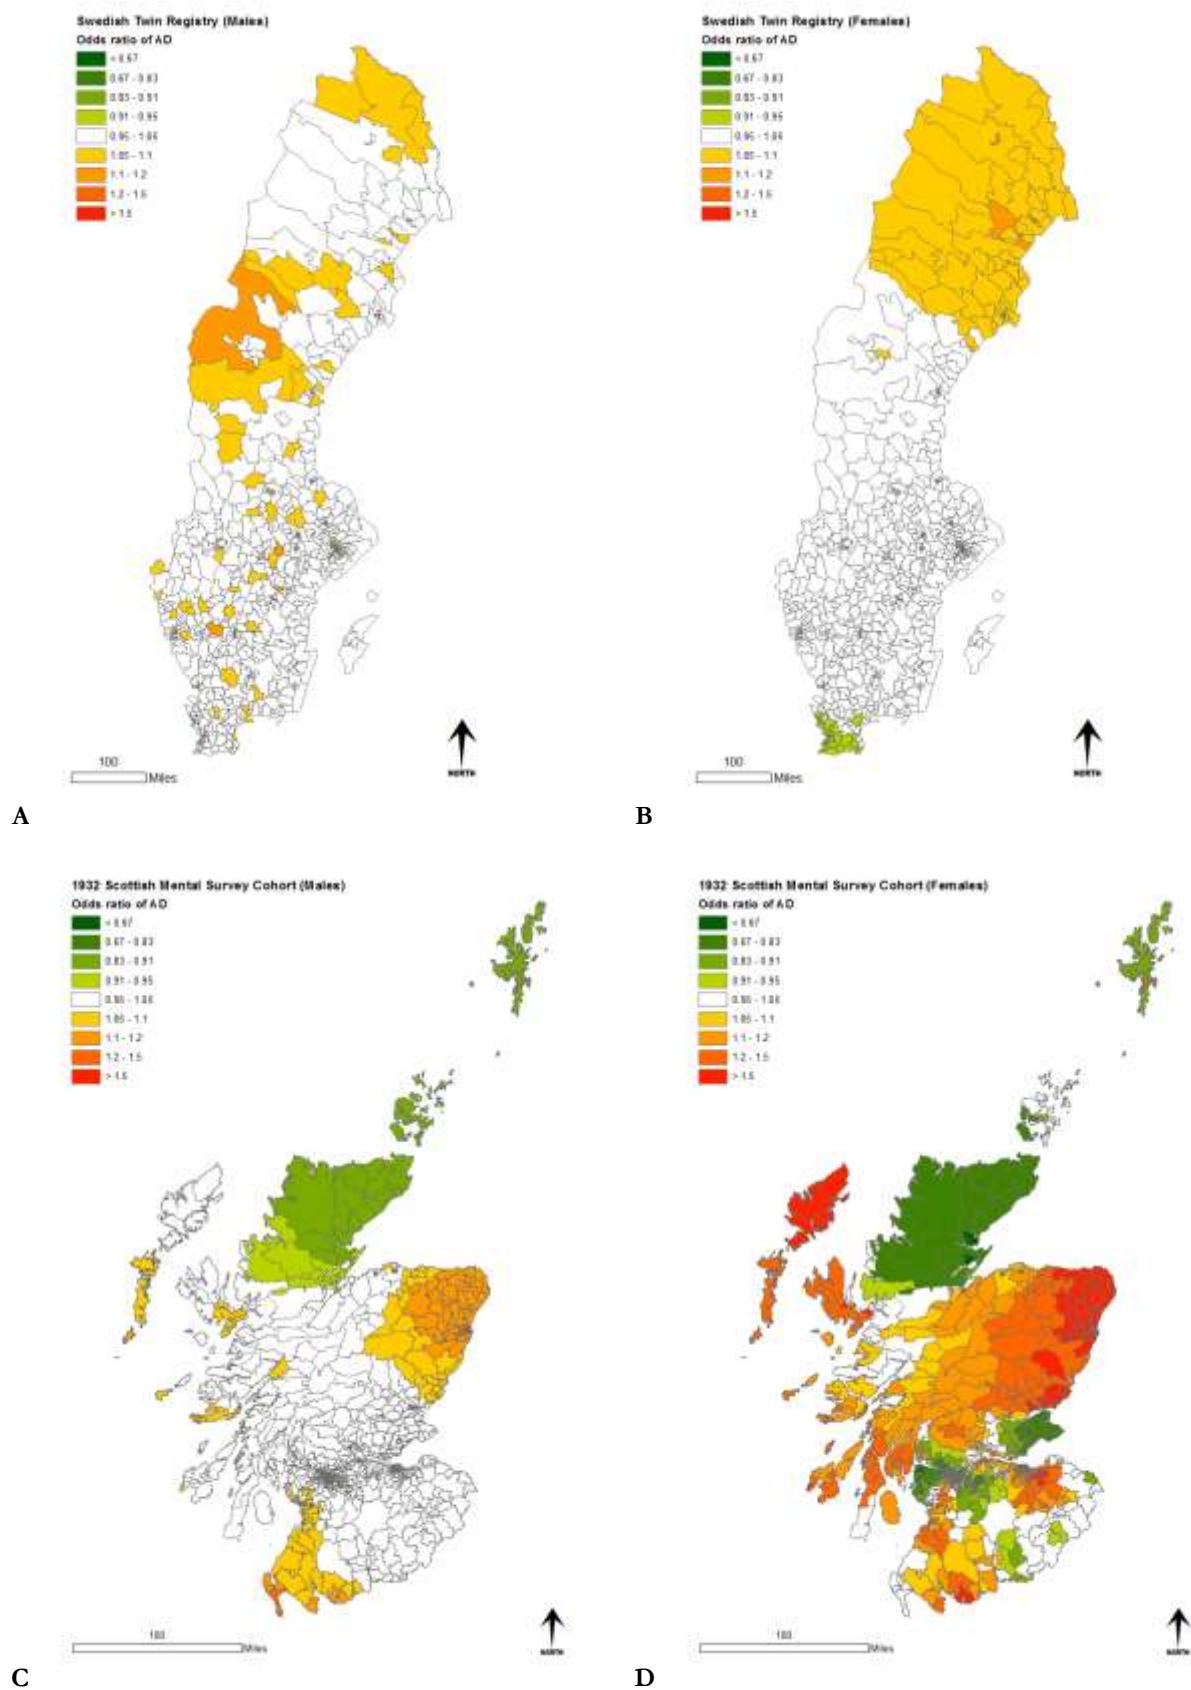 Swedish Twin Registry (Males)
Odds ratio of AD
< 0.67
0.67 - 0.83
0.83 - 0.91
0.91 - 0.95
0.95 - 1.05
1.05 - 1.1
1.1 - 1.2
1.2 - 1.5
> 1.5
100
Miles
NORTH
A
Swedish Twin Registry (Females)
Odds ratio of AD
< 0.67
0.67 - 0.83
0.83 - 0.91
0.91 - 0.95
0.95 - 1.05
1.05 - 1.1
1.1 - 1.2
1.2 - 1.5
> 1.5
100
Miles
NORTH
B
1932 Scottish Mental Survey Cohort (Males)
Odds ratio of AD
< 0.67
0.67 - 0.83
0.83 - 0.91
0.91 - 0.95
0.95 - 1.05
1.05 - 1.1
1.1 - 1.2
1.2 - 1.5
> 1.5
100
Miles
NORTH
C
1932 Scottish Mental Survey Cohort (Females)
Odds ratio of AD
< 0.67
0.67 - 0.83
0.83 - 0.91
0.91 - 0.95
0.95 - 1.05
1.05 - 1.1
1.1 - 1.2
1.2 - 1.5
> 1.5
100
Miles
NORTH
D